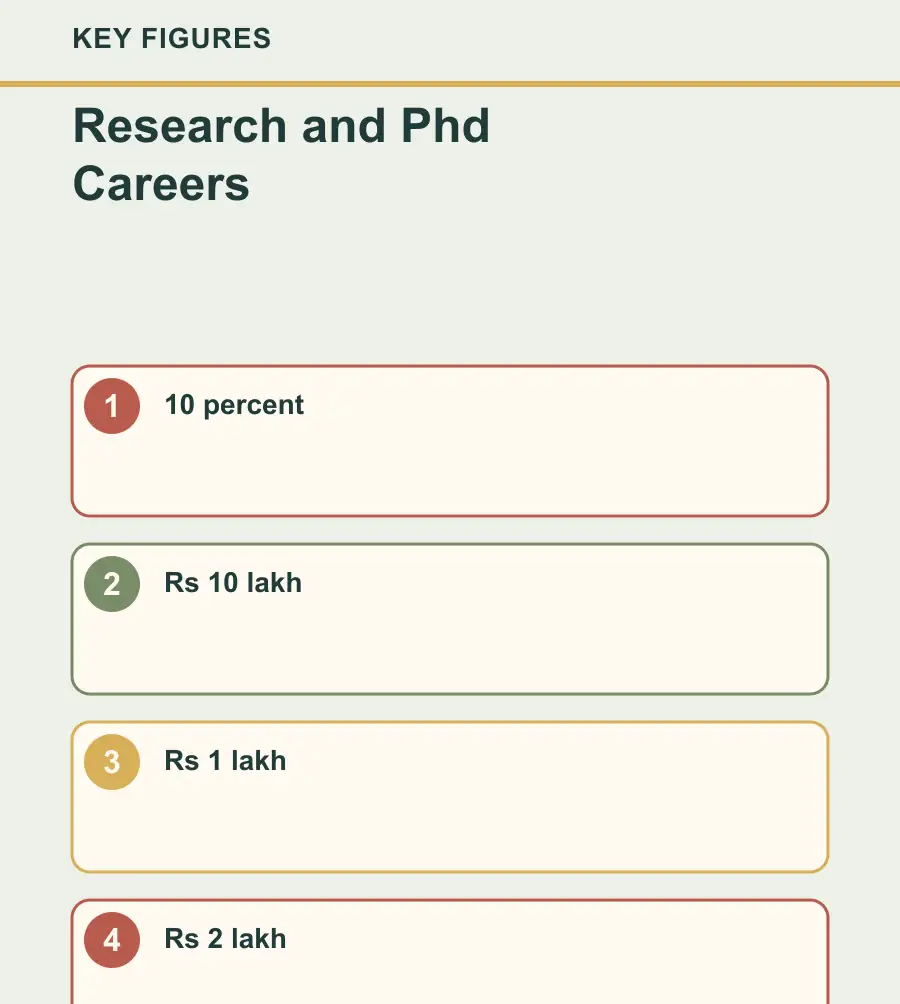 KEY FIGURES
Research and Phd
Careers
1
10 percent
2
Rs 10 lakh
3
Rs 1 lakh
4
Rs 2 lakh